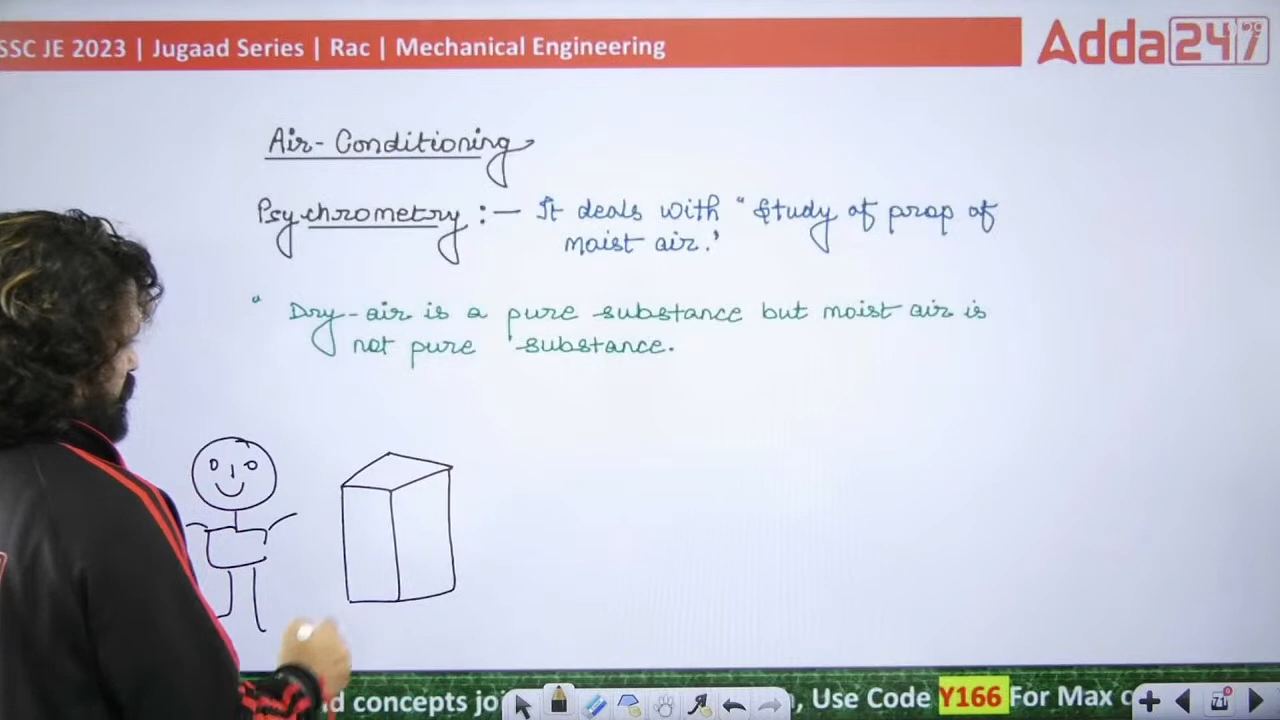 SSC JE 2023 | Jugaad Series | Rac | Mechanical Engineering
Adda247
Air-Conditioning
Psychrometry :- It deals with "Study of prop of
moist air."
" Dry-air is a pure substance but moist air is
not pure substance.
d concepts joi , Use Code Y166 For Max